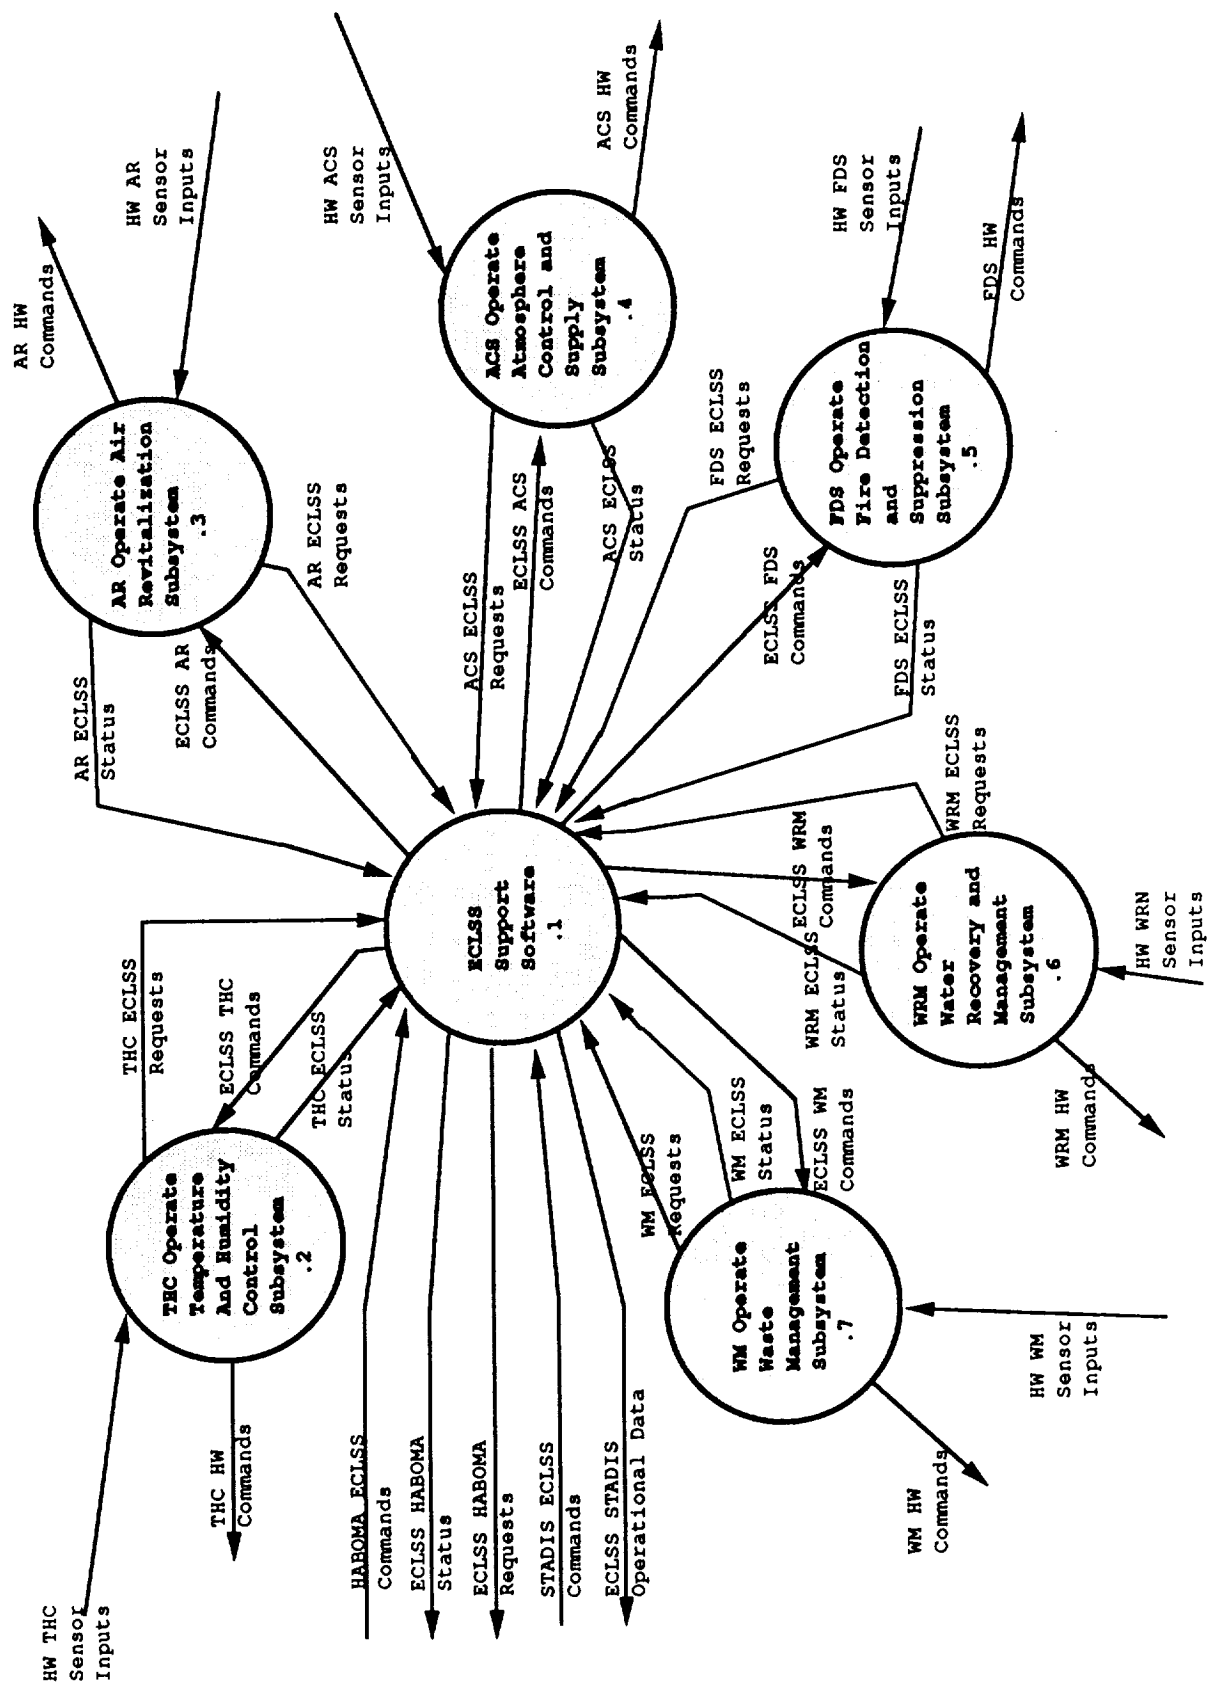 HW THC
Sensor
Inputs
THC HW
Commands
THC Operate
Temperature
And Humidity
Control
Subsystem
.2
THC ECLSS
Requests
ECLSS THC
Commands
THC ECLSS
Status
HABOMA ECLSS
Commands
ECLSS HABOMA
Status
ECLSS HABOMA
Requests
STADIS ECLSS
Commands
ECLSS STADIS
Operational Data
ECLSS
Support
Software
.1
AR ECLSS
Status
ECLSS AR
Commands
AR Operate Air
Revitalization
Subsystem
.3
AR ECLSS
Requests
AR HW
Commands
HW AR
Sensor
Inputs
ACS ECLSS
Requests
ECLSS ACS
Commands
ACS ECLSS
Status
ACS Operate
Atmosphere
Control and
Supply
Subsystem
.4
HW ACS
Sensor
Inputs
ACS HW
Commands
FDS ECLSS
Requests
ECLSS FDS
Commands
FDS ECLSS
Status
FDS Operate
Fire Detection
and
Suppression
Subsystem
.5
HW FDS
Sensor
Inputs
FDS HW
Commands
WRM ECLSS
Requests
ECLSS WRM
Commands
WRM ECLSS
Status
WRM Operate
Water
Recovery and
Management
Subsystem
.6
HW WRN
Sensor
Inputs
WRM HW
Commands
WM ECLSS
Requests
WM ECLSS
Status
ECLSS WM
Commands
WM Operate
Waste
Management
Subsystem
.7
HW WM
Sensor
Inputs
WM HW
Commands